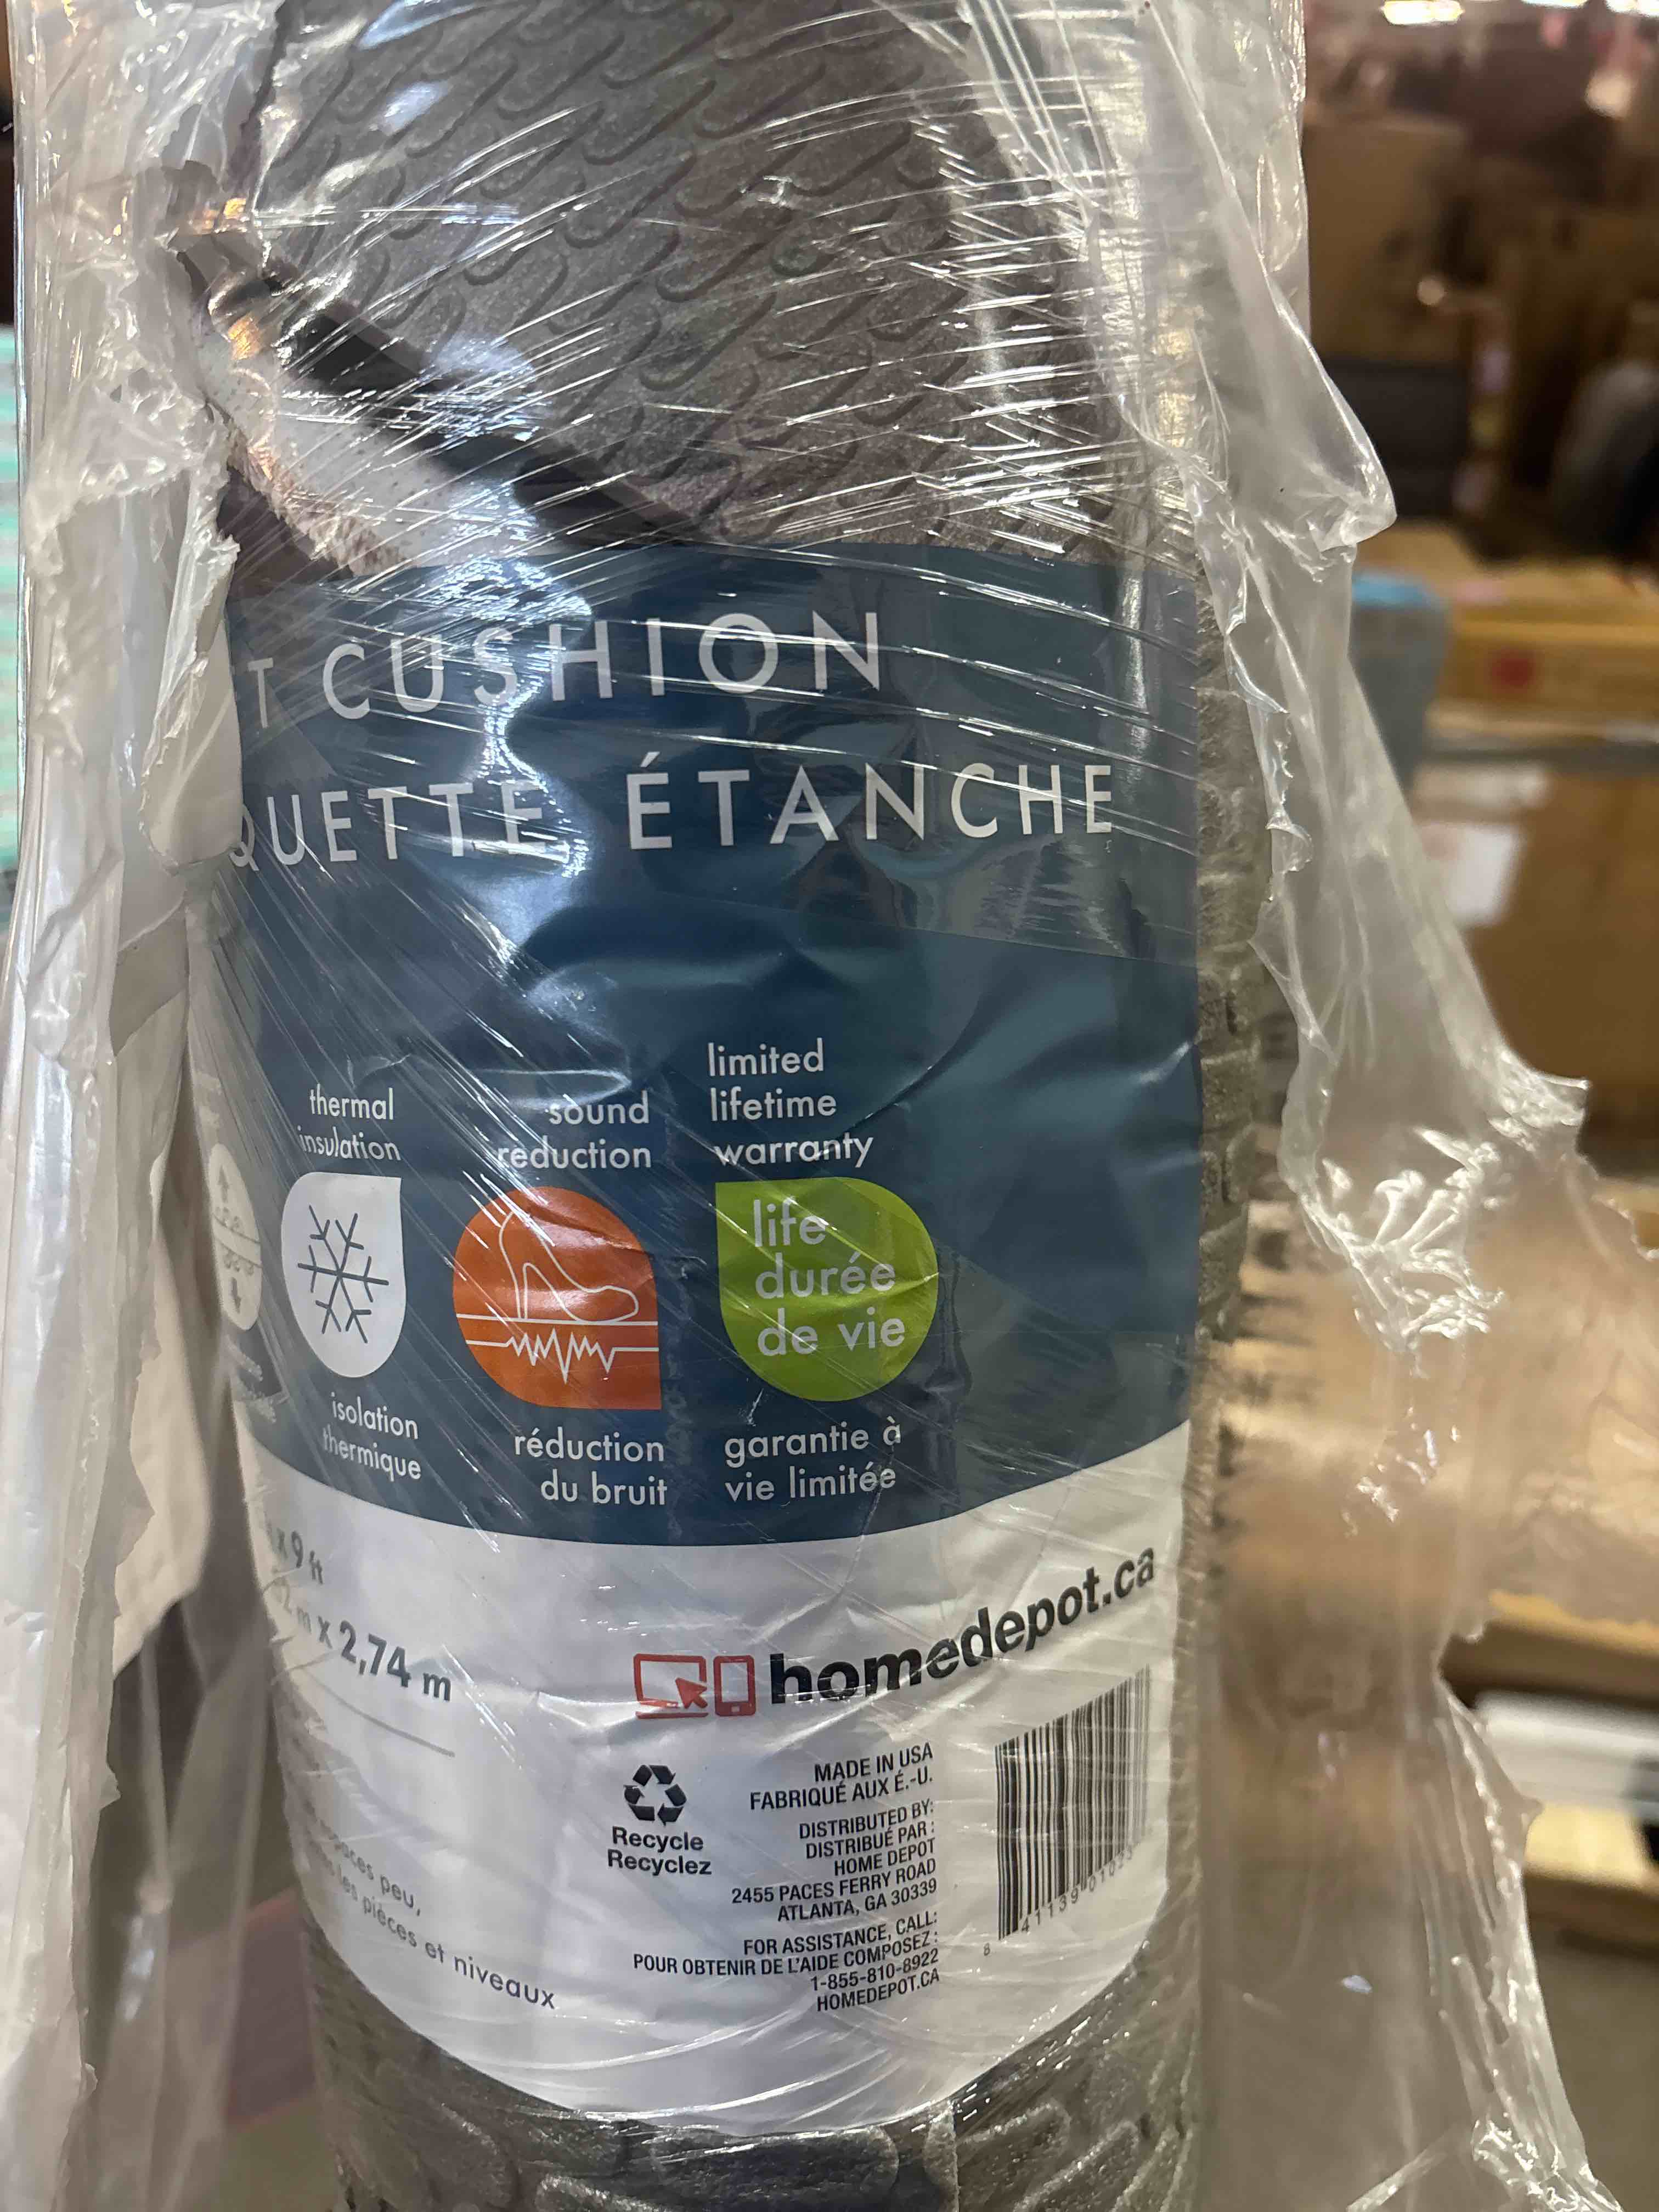 T CUSHION
QUETTE ÉTANCHE
thermal
insulation
sound
reduction
limited
lifetime
warranty
life
durée
de vie
isolation
thermique
réduction
du bruit
garantie à
vie limitée
x 9 ft
m x 2,74 m
homedepot.ca
Recycle
Recyclez
MADE IN USA
FABRIQUÉ AUX É.-U.
DISTRIBUTED BY:
DISTRIBUÉ PAR :
HOME DEPOT
2455 PACES FERRY ROAD
ATLANTA, GA 30339
FOR ASSISTANCE, CALL:
POUR OBTENIR DE L'AIDE COMPOSEZ :
1-855-810-8922
HOMEDEPOT.CA
peu,
les pièces et niveaux